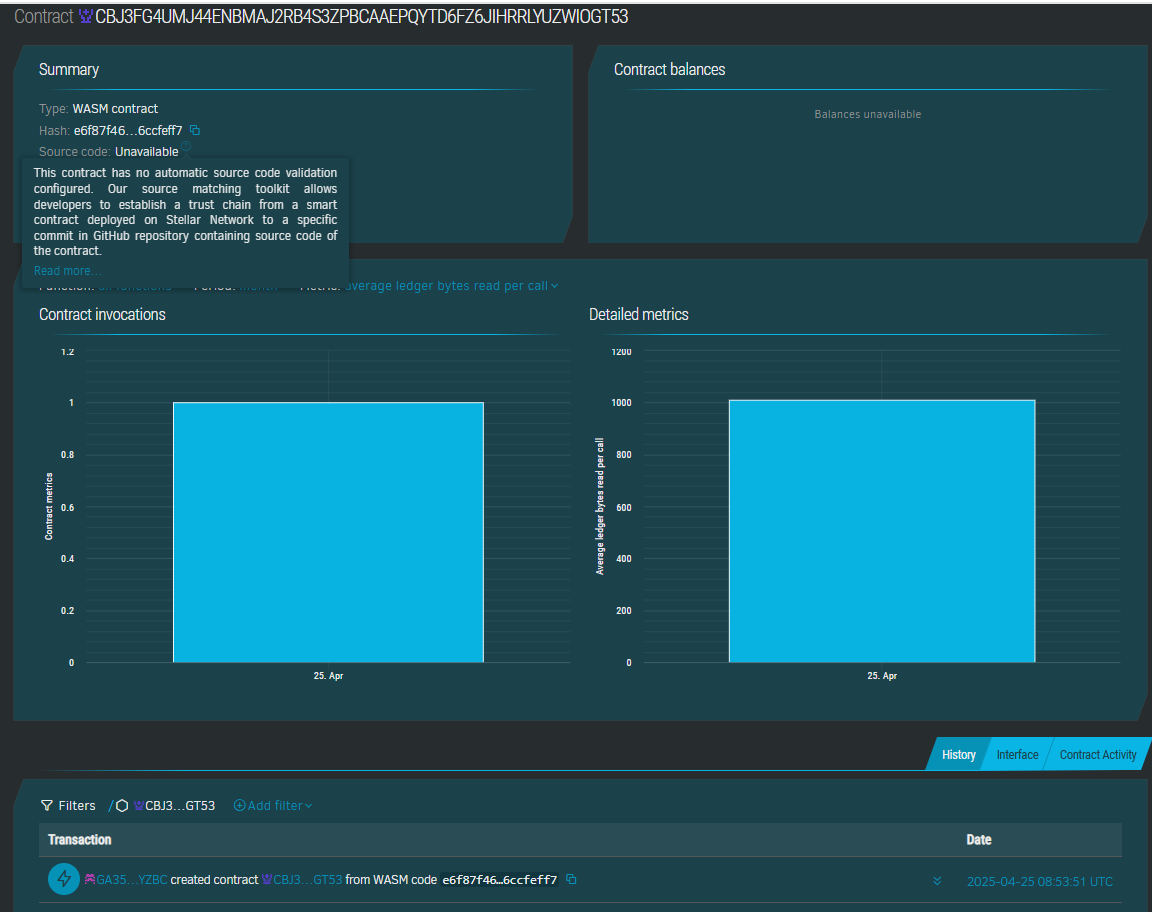 Contract CBJ3FG4UMJ44ENBMAJ2RB4S3ZPBCAAEPQYTD6FZ6JIHRRLYUZWIOGT53
Summary
Type: WASM contract
Hash: e6f87f46…6ccfeff7
Source code: Unavailable
This contract has no automatic source code validation
configured. Our source matching toolkit allows
developers to establish a trust chain from a smart
contract deployed on Stellar Network to a specific
commit in GitHub repository containing source code of
the contract.
Read more...
Contract balances
Balances unavailable
Function: all functions Period: month Metric: average ledger bytes read per call
Contract invocations
1.2
1
0.8
0.6
0.4
0.2
0
Contract metrics
25. Apr
Detailed metrics
1200
1000
800
600
400
200
0
Average ledger bytes read per call
25. Apr
History Interface Contract Activity
Filters / CBJ3…GT53 Add filter
Transaction Date
GA35…YZBC created contract CBJ3…GT53 from WASM code e6f87f46…6ccfeff7 2025-04-25 08:53:51 UTC